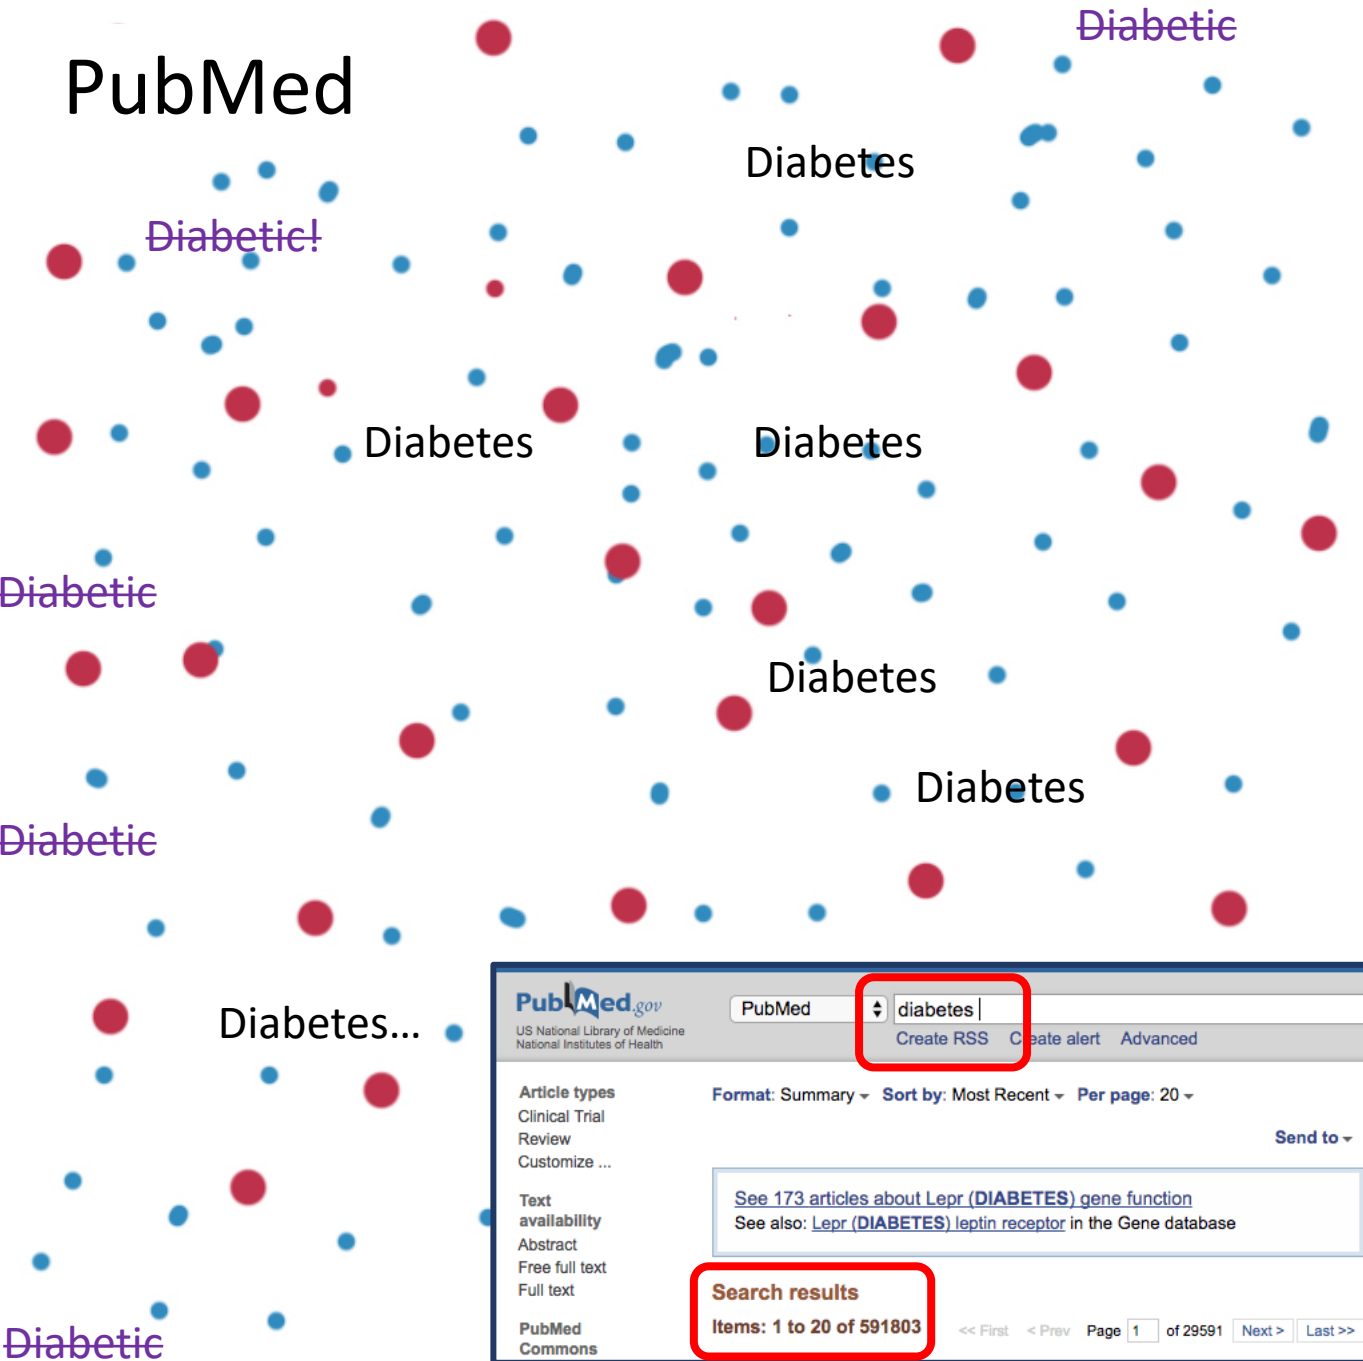 Diabetic
PubMed
Diabetes
Diabetic!
Diabetes
Diabetes
Diabetic
Diabetes
Diabetes
Diabetic
Diabetes...
Diabetic
PubMed.gov
US National Library of Medicine
National Institutes of Health
PubMed
diabetes
Create RSS Create alert Advanced
Article types
Clinical Trial
Review
Customize ...
Text
availability
Abstract
Free full text
Full text
PubMed
Commons
Format: Summary Sort by: Most Recent Per page: 20
Send to
See 173 articles about Lepr (DIABETES) gene function
See also: Lepr (DIABETES) leptin receptor in the Gene database
Search results
Items: 1 to 20 of 591803
<< First < Prev Page 1 of 29591 Next > Last >>